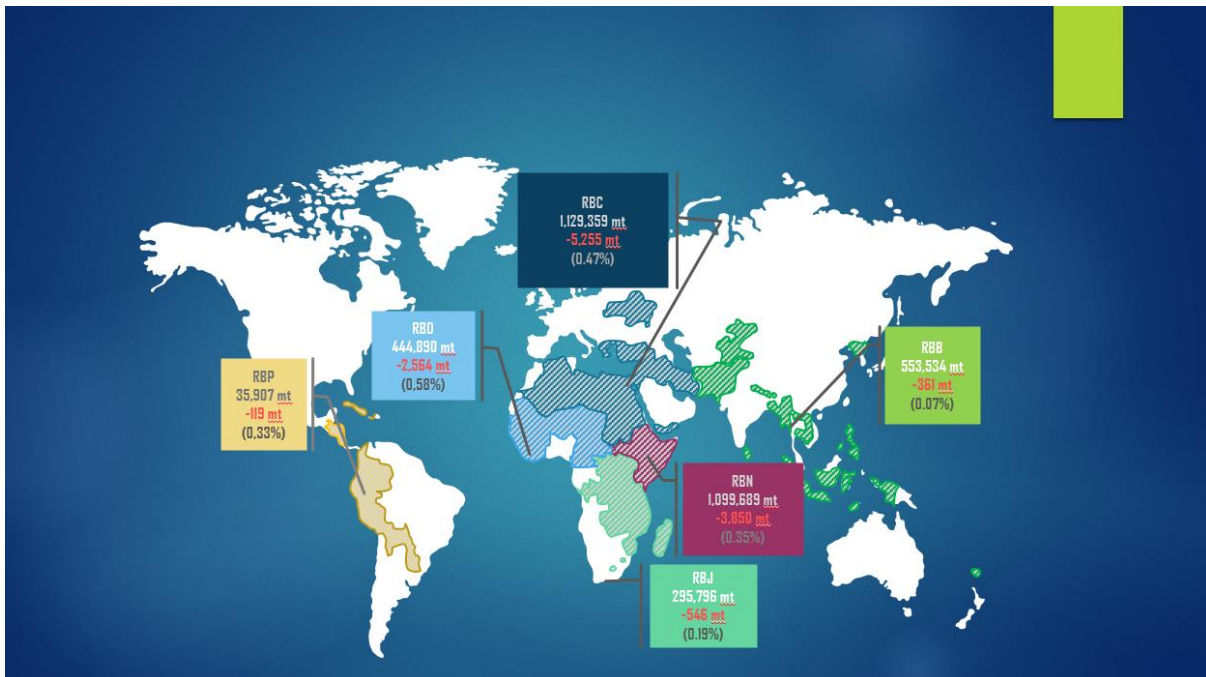 RBC
1,129,359 mt
-5,255 mt
(0.47%)
RBD
444,890 mt
-2,564 mt
(0,58%)
RBB
553,534 mt
-361 mt
(0.07%)
RBP
35,907 mt
-119 mt
(0,33%)
RBN
1,099,689 mt
-3,850 mt
(0.35%)
RBJ
295,796 mt
-546 mt
(0.19%)